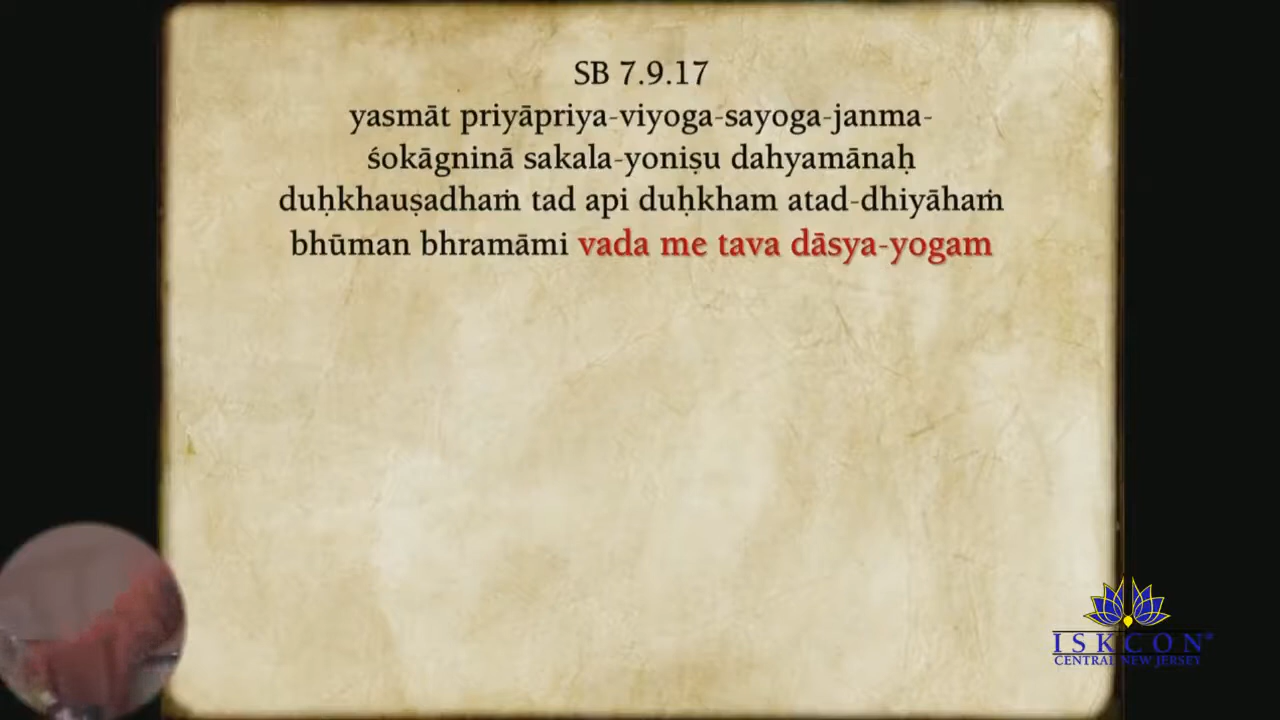 SB 7.9.17
yasmāt priyāpriya-viyoga-sayoga-janma-
śokāgninā sakala-yoniṣu dahyamānaḥ
duḥkhauṣadhaṁ tad api duḥkham atad-dhiyāhaṁ
bhūman bhramāmi vada me tava dāsya-yogam
ISKCON
CENTRAL NEW JERSEY